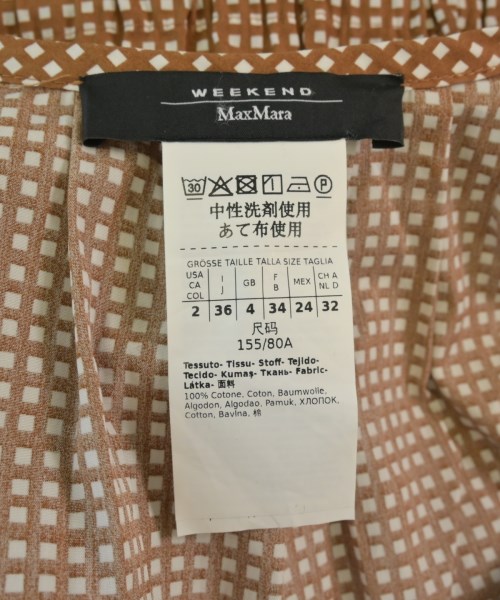 WEEKEND
MaxMara
30
中性洗剤使用
あて布使用
GRÖSSE TAILLE TALLA SIZE TAGLIA
USA CA COL | I J | GB | F B | MEX | CH A NL D
2 | 36 | 4 | 34 | 24 | 32
尺码
155/80A
Tessuto- Tissu- Stoff- Tejido-
Tecido- Kumaş- Ткань- Fabric-
Látka- 面料
100% Cotone, Coton, Baumwolle,
Algodon, Algodao, Pamuk, ХЛОПОК,
Cotton, Bavlna, 棉